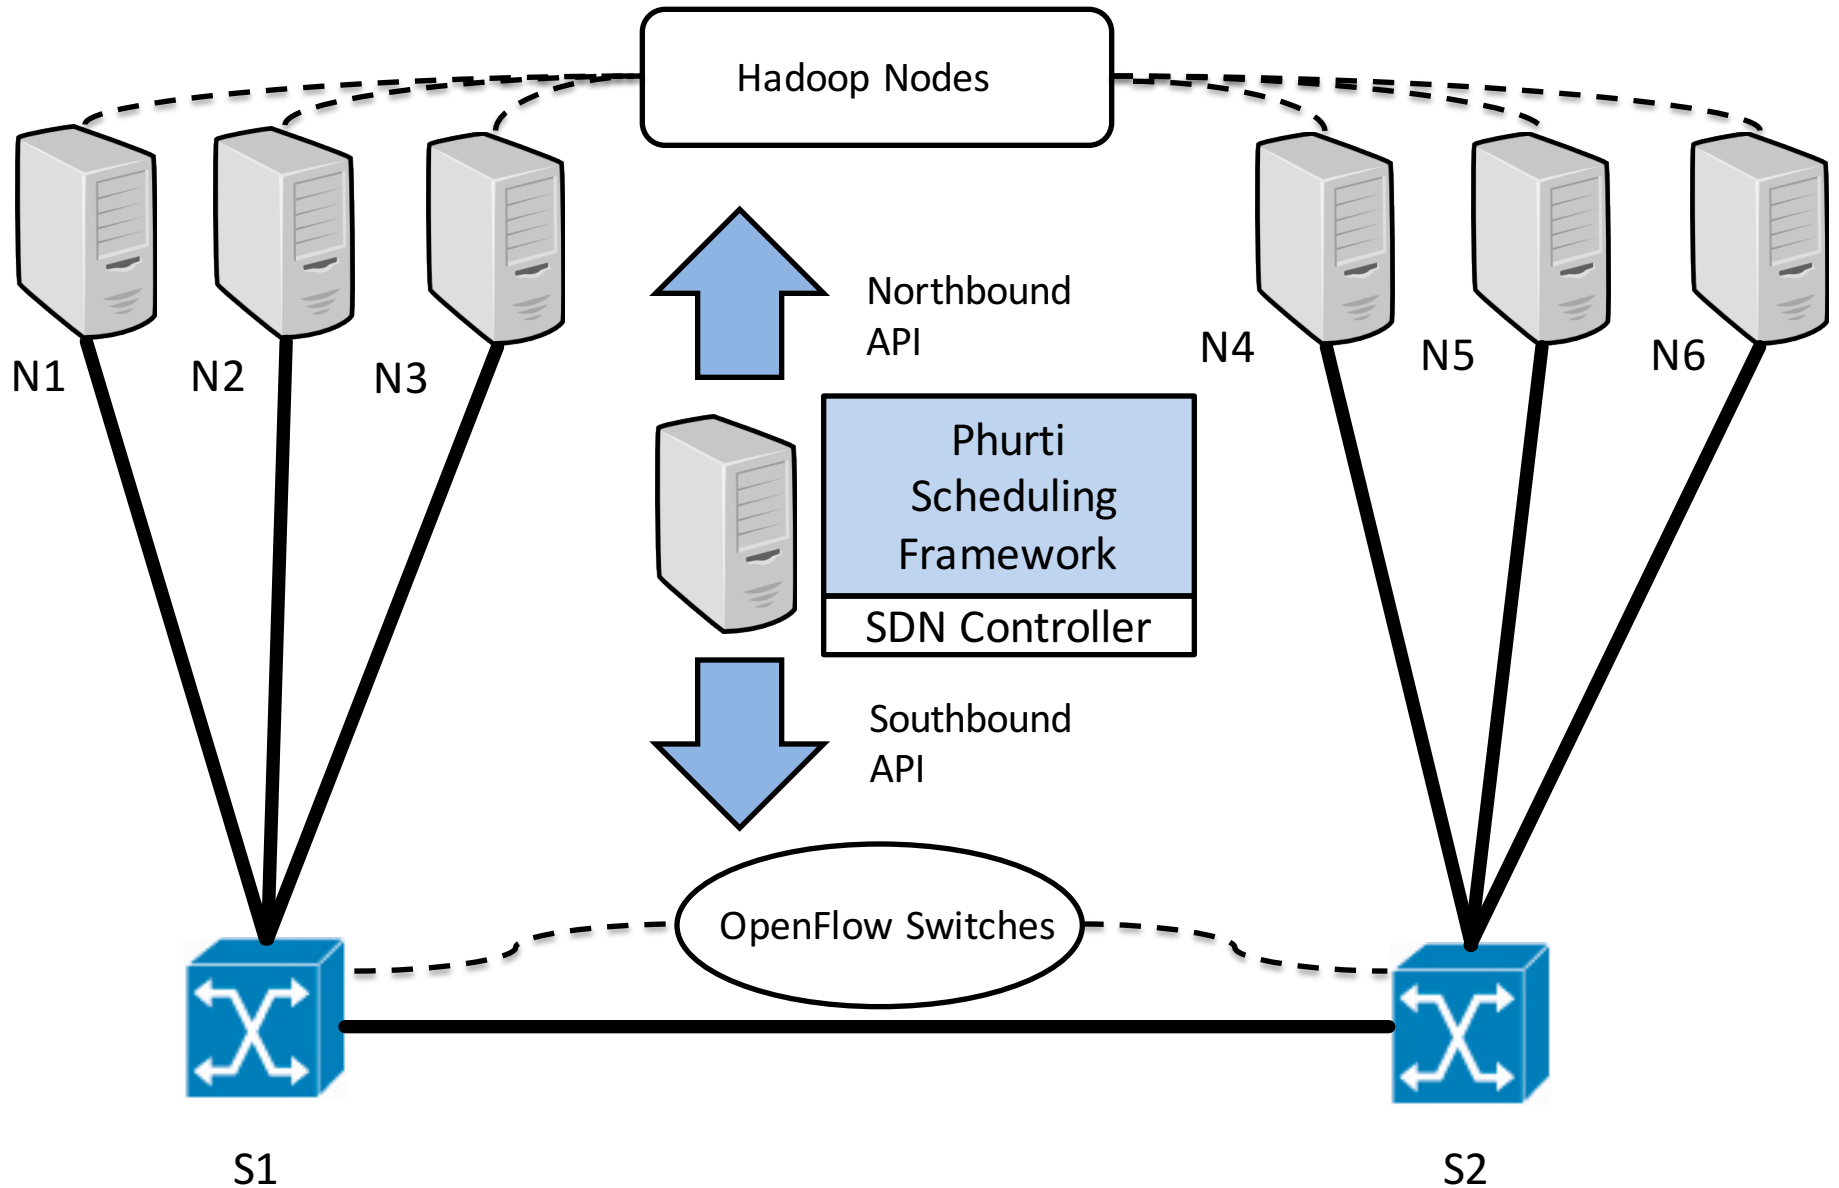 Hadoop Nodes
Northbound
API
N1
N2
N3
N4
N5
N6
Phurti
Scheduling
Framework
SDN Controller
Southbound
API
OpenFlow Switches
S1
S2